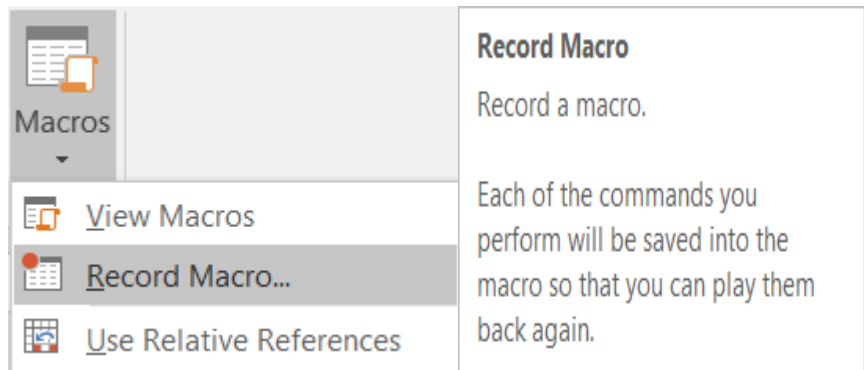 Macros
View Macros
Record Macro...
Use Relative References
Record Macro
Record a macro.
Each of the commands you
perform will be saved into the
macro so that you can play them
back again.